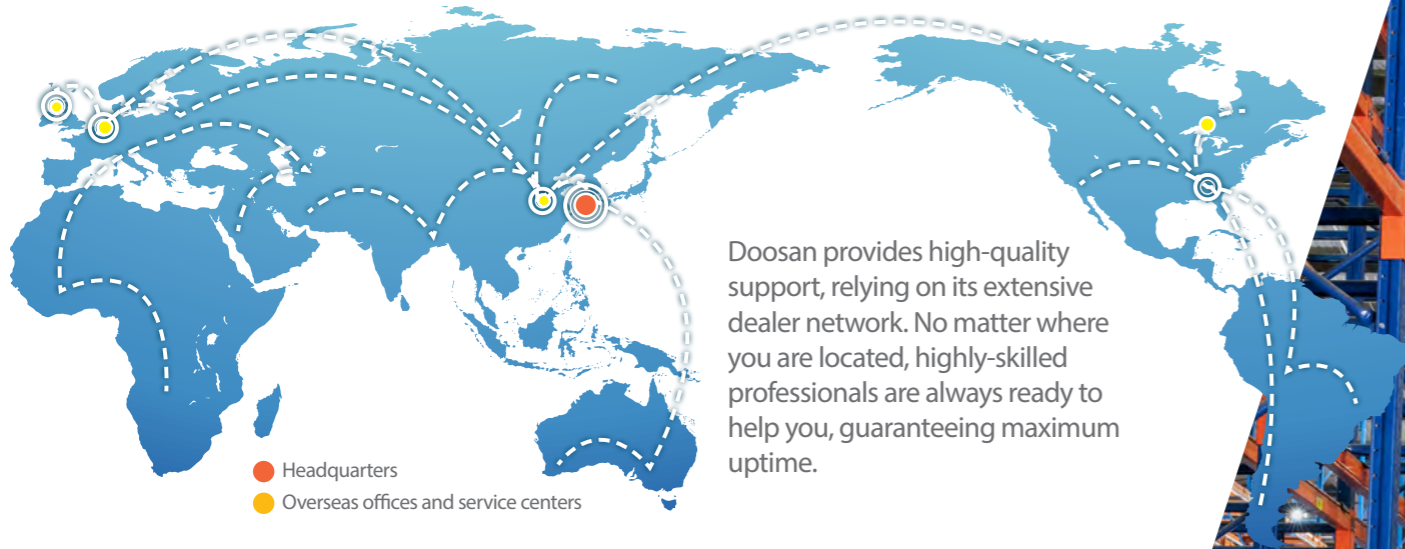 Doosan provides high-quality
support, relying on its extensive
dealer network. No matter where
you are located, highly-skilled
professionals are always ready to
help you, guaranteeing maximum
uptime.
Headquarters
Overseas offices and service centers